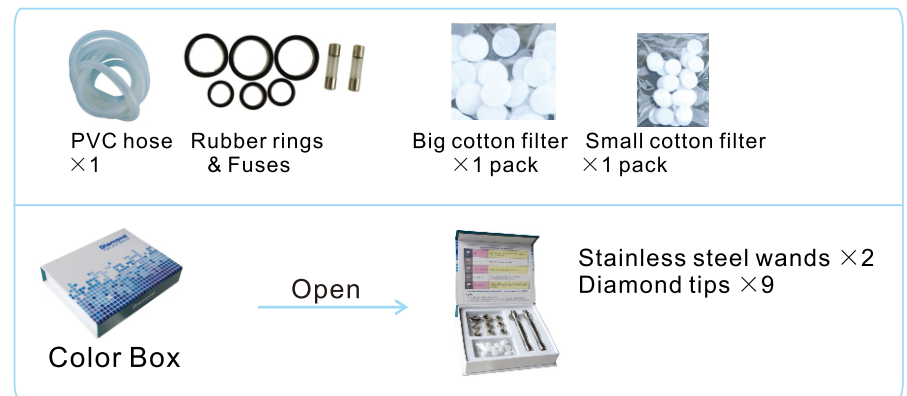 PVC hose
×1
Rubber rings
& Fuses
Big cotton filter
×1 pack
Small cotton filter
×1 pack
Diamond
Color Box
Open
Stainless steel wands ×2
Diamond tips ×9